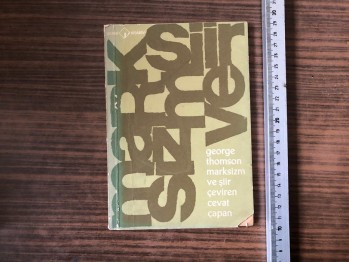 marksizm
ve şiir
george
thomson
marksizm
ve şiir
çeviren
cevat
çapan